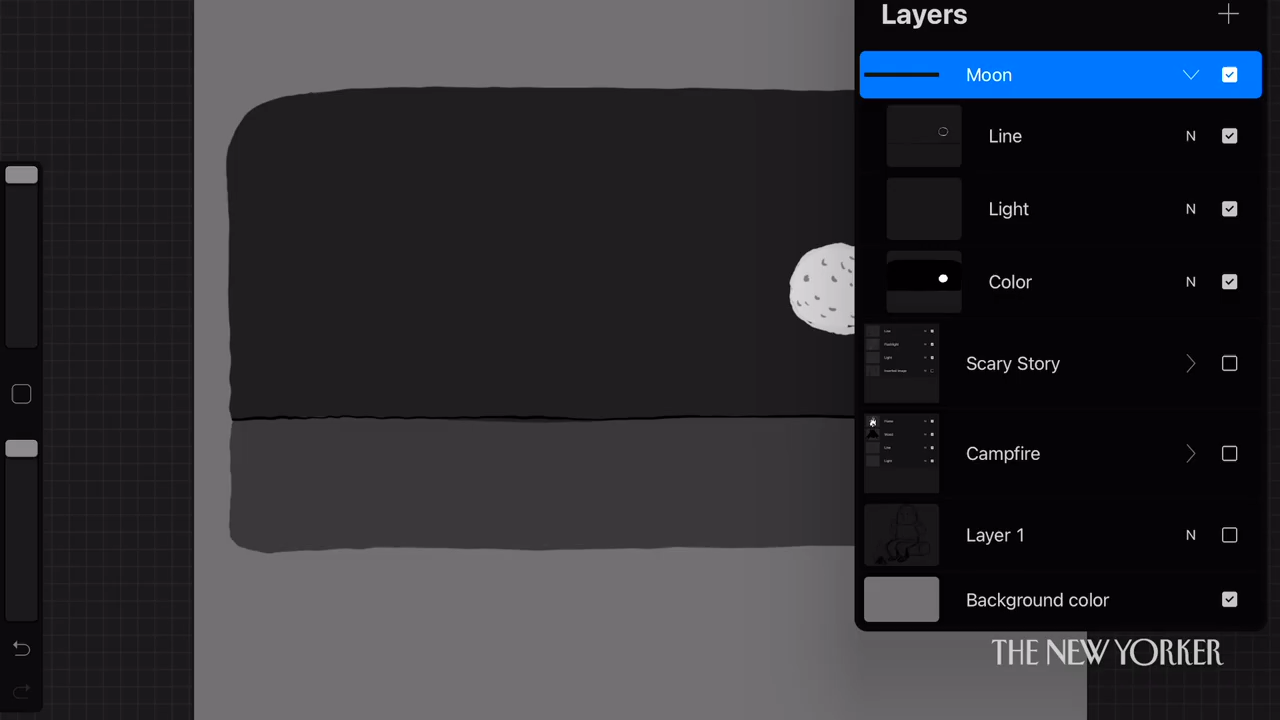 Layers
Moon
Line N
Light N
Color N
Scary Story
Campfire
Layer 1 N
Background color
THE NEW YORKER